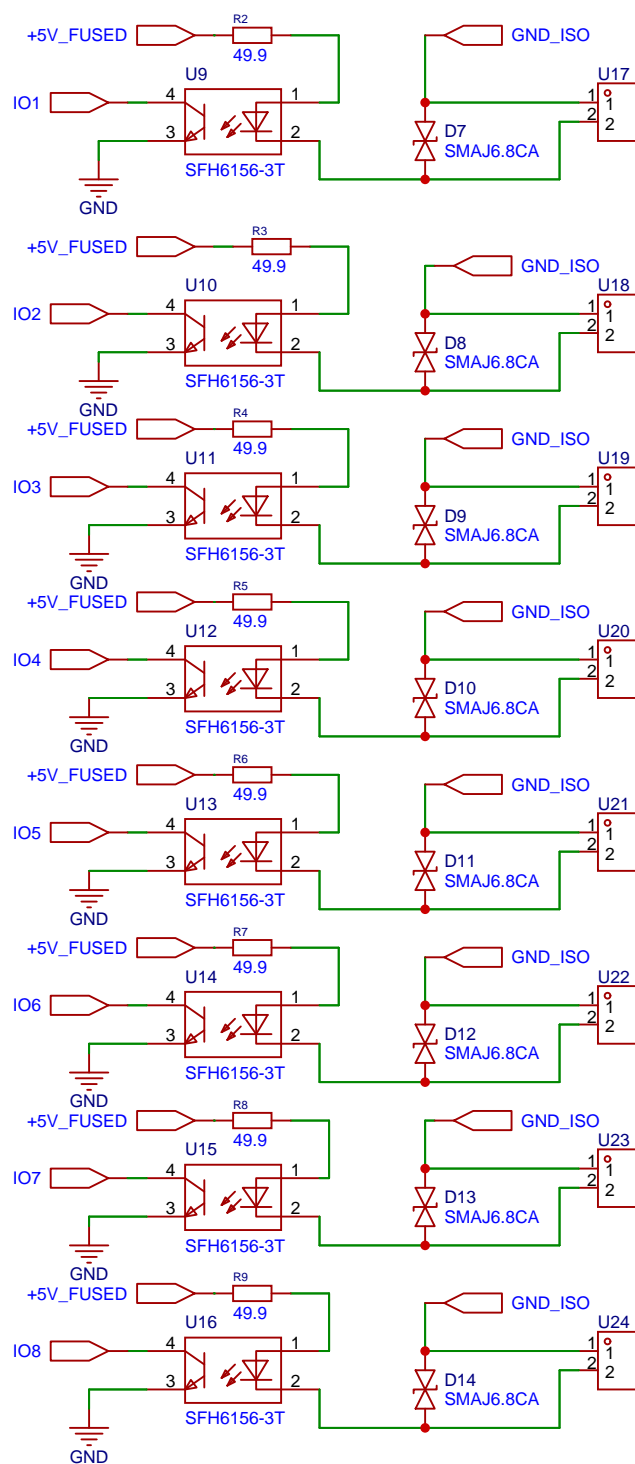 R2
+5V_FUSED
49.9
GND_ISO
U9
U17
IO1
4
1
1
1
3
2
2
2
D7
SMAJ6.8CA
SFH6156-3T
GND
R3
+5V_FUSED
49.9
GND_ISO
U10
U18
IO2
4
1
1
1
3
2
2
2
D8
SMAJ6.8CA
SFH6156-3T
GND
R4
+5V_FUSED
49.9
GND_ISO
U11
U19
IO3
4
1
1
1
3
2
2
2
D9
SMAJ6.8CA
SFH6156-3T
GND
R5
+5V_FUSED
49.9
GND_ISO
U12
U20
IO4
4
1
1
1
3
2
2
2
D10
SMAJ6.8CA
SFH6156-3T
GND
R6
+5V_FUSED
49.9
GND_ISO
U13
U21
IO5
4
1
1
1
3
2
2
2
D11
SMAJ6.8CA
SFH6156-3T
GND
R7
+5V_FUSED
49.9
GND_ISO
U14
U22
IO6
4
1
1
1
3
2
2
2
D12
SMAJ6.8CA
SFH6156-3T
GND
R8
+5V_FUSED
49.9
GND_ISO
U15
U23
IO7
4
1
1
1
3
2
2
2
D13
SMAJ6.8CA
SFH6156-3T
GND
R9
+5V_FUSED
49.9
GND_ISO
U16
U24
IO8
4
1
1
1
3
2
2
2
D14
SMAJ6.8CA
SFH6156-3T
GND